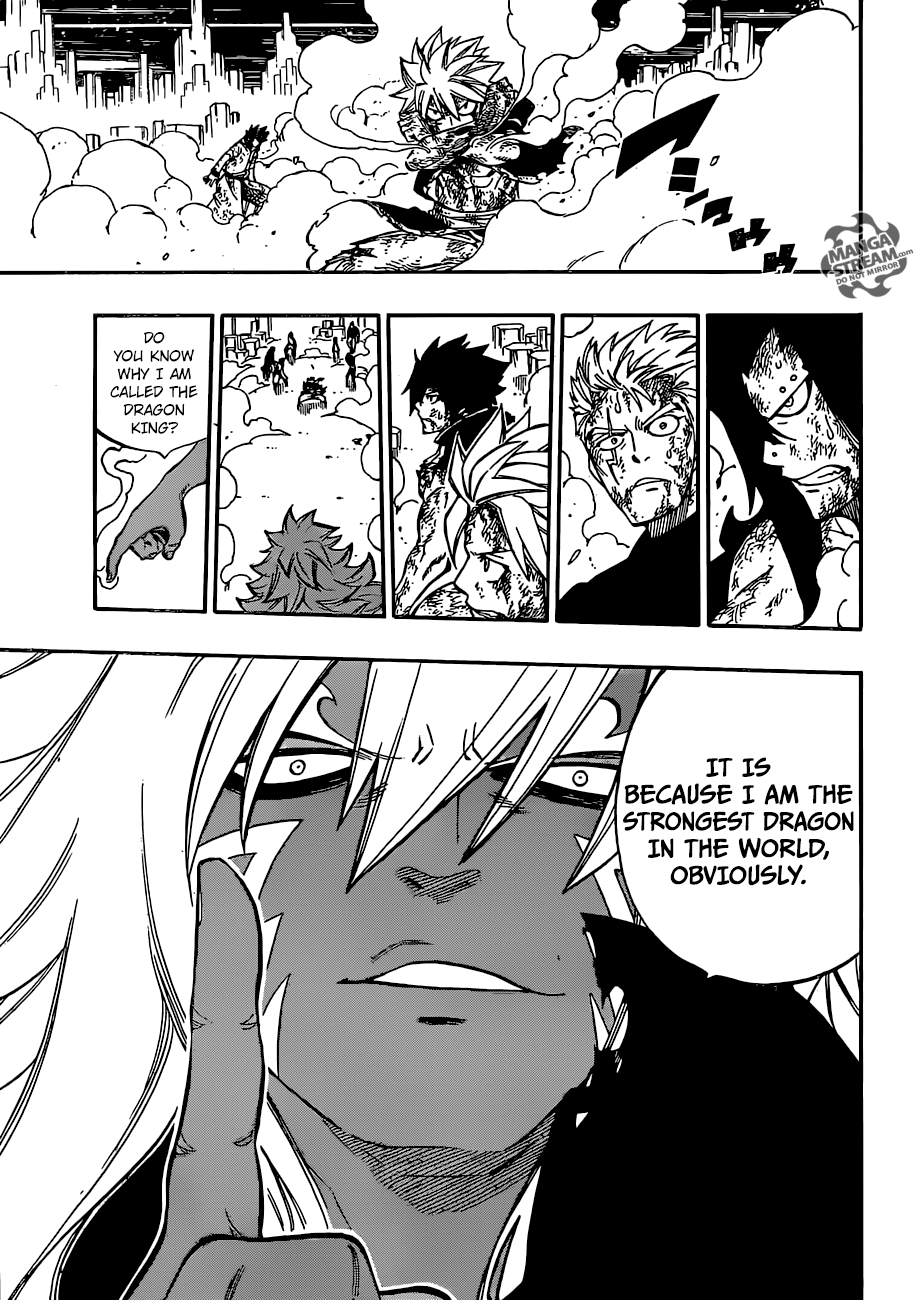 MANGA
STREAM.com
DO NOT MIRROR
DO
YOU KNOW
WHY I AM
CALLED THE
DRAGON
KING?
IT IS
BECAUSE I AM THE
STRONGEST DRAGON
IN THE WORLD,
OBVIOUSLY.